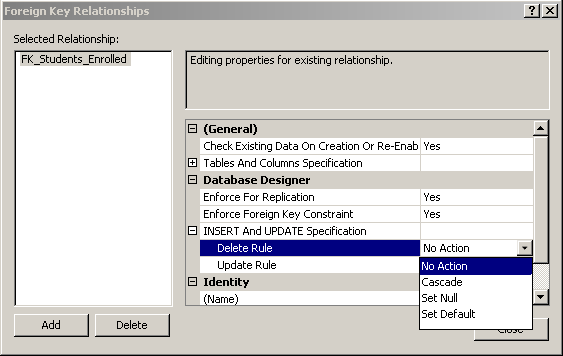 Foreign Key Relationships
Selected Relationship:
FK_Students_Enrolled
Editing properties for existing relationship.
(General)
Check Existing Data On Creation Or Re-Enab Yes
Tables And Columns Specification
Database Designer
Enforce For Replication Yes
Enforce Foreign Key Constraint Yes
INSERT And UPDATE Specification
Delete Rule No Action
Update Rule
No Action
Cascade
Set Null
Set Default
Identity
(Name)
Add Delete
Close